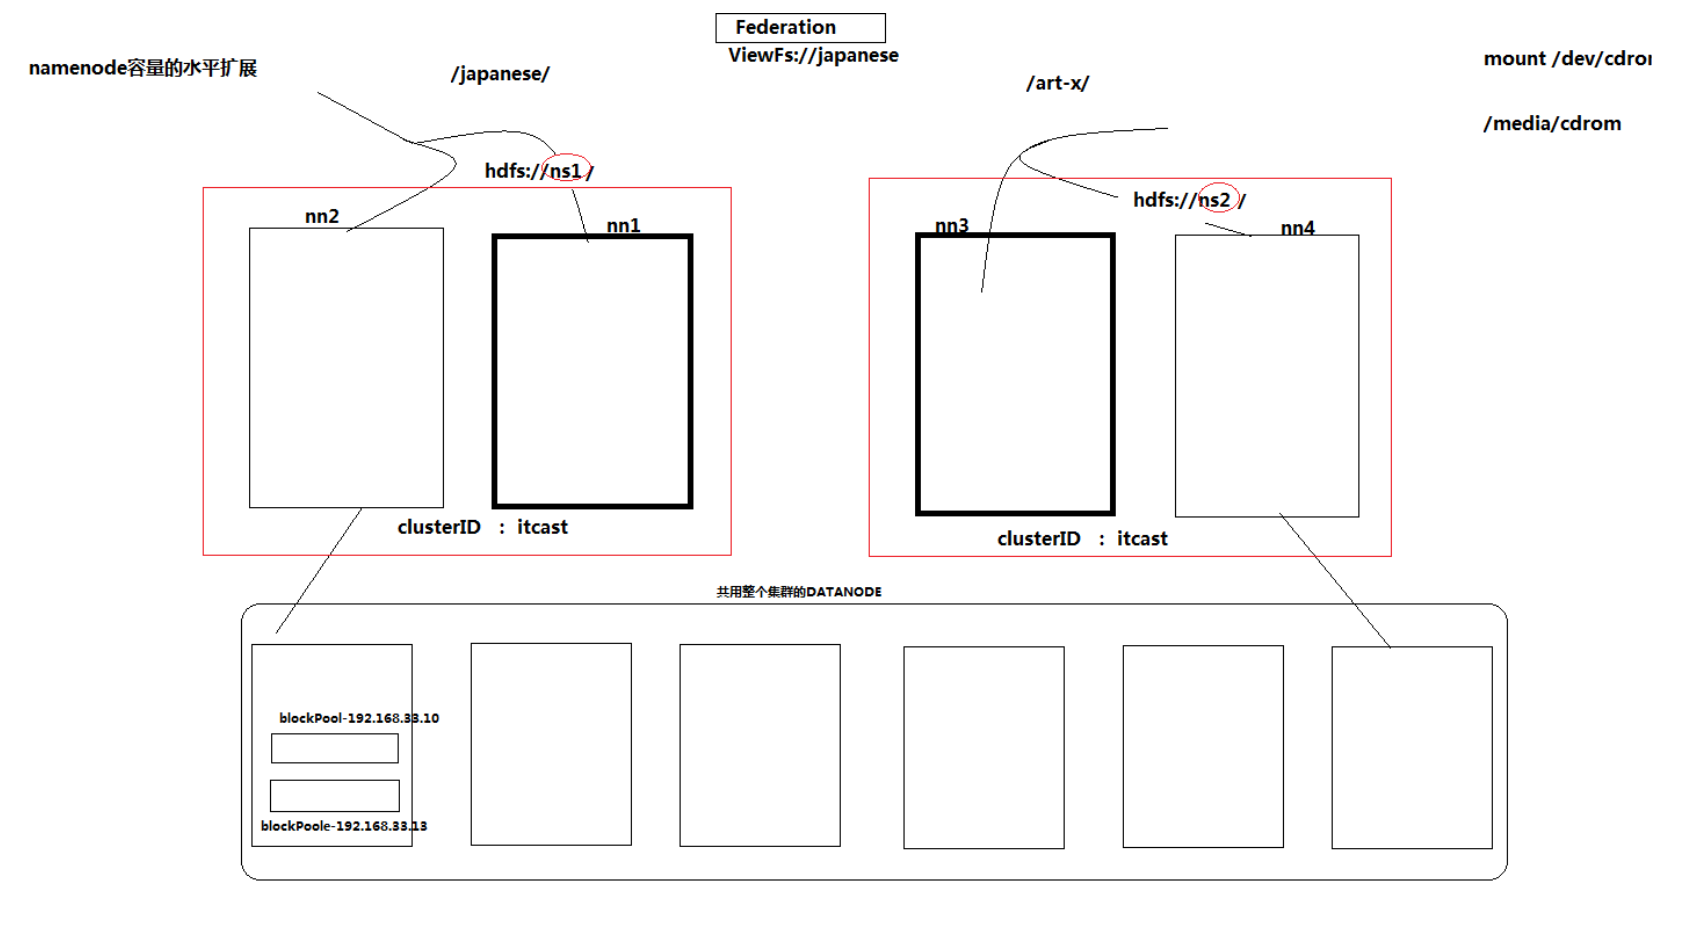 Federation
ViewFs://japanese
namenode容量的水平扩展
/japanese/
/art-x/
mount /dev/cdro
/media/cdrom
hdfs://ns1 /
hdfs://ns2 /
nn2
nn1
nn3
nn4
clusterID : itcast
clusterID : itcast
共用整个集群的DATANODE
blockPool-192.168.33.10
blockPoole-192.168.33.13